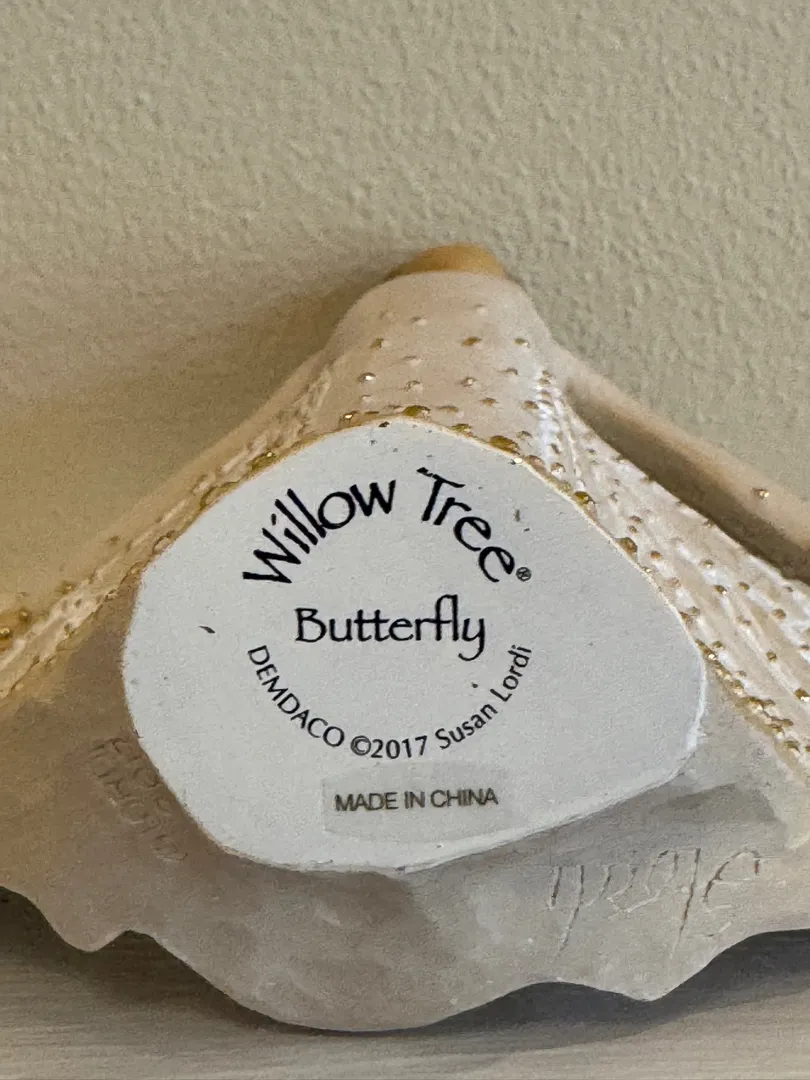 Willow Tree®
Butterfly
DEMDACO ©2017 Susan Lordi
MADE IN CHINA